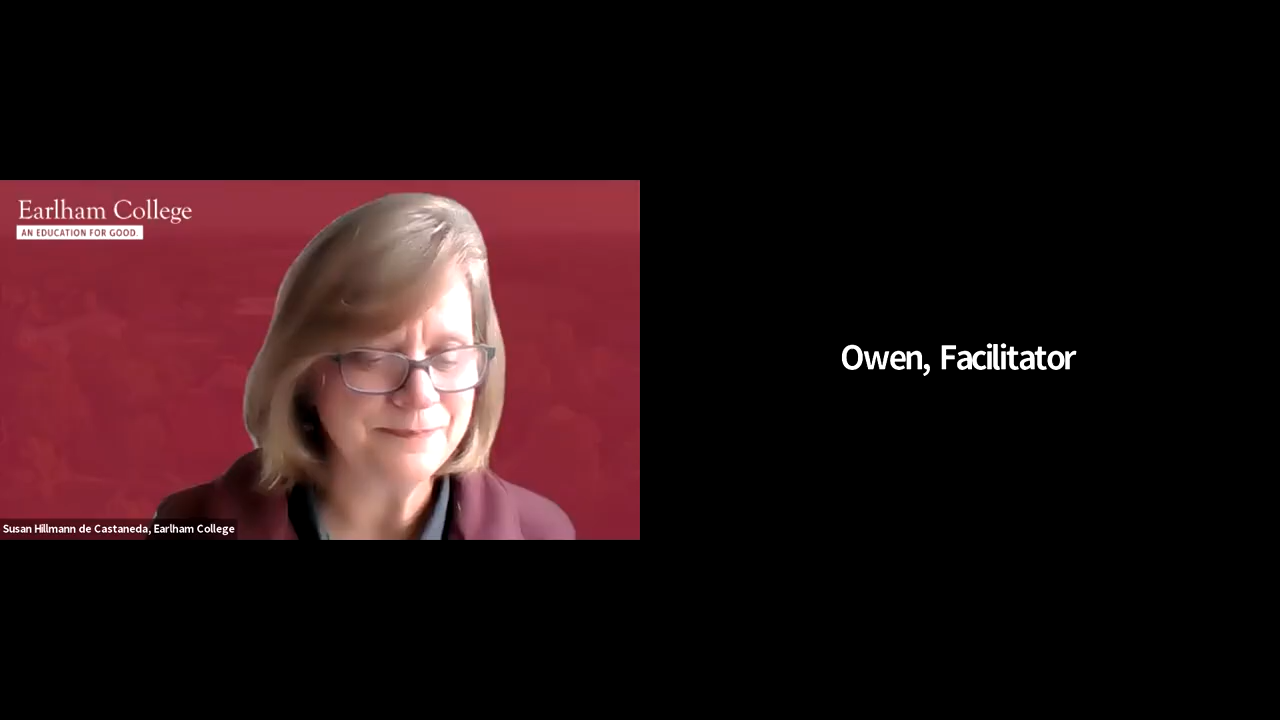 Earlham College
AN EDUCATION FOR GOOD.
Owen, Facilitator
Susan Hillmann de Castaneda, Earlham College